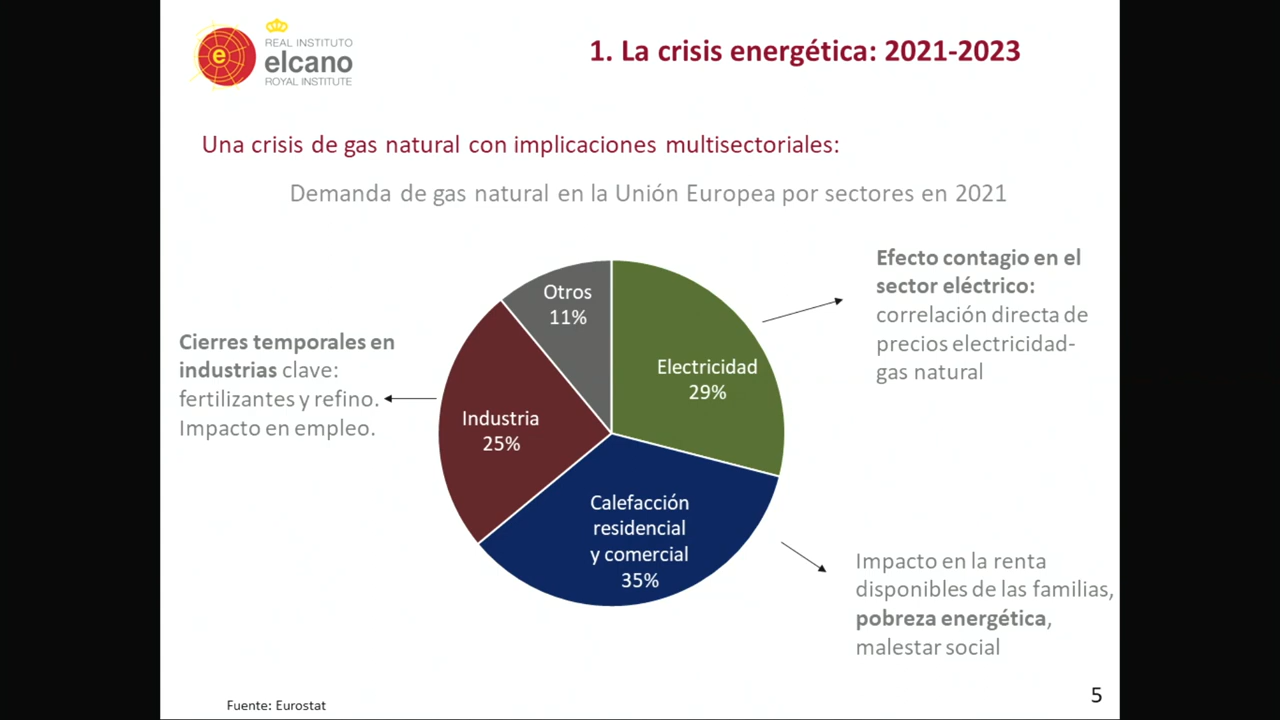 REAL INSTITUTO
elcano
ROYAL INSTITUTE
e
1. La crisis energética: 2021-2023
Una crisis de gas natural con implicaciones multisectoriales:
Demanda de gas natural en la Unión Europea por sectores en 2021
Efecto contagio en el
sector eléctrico:
correlación directa de
precios electricidad-
gas natural
Otros
11%
Electricidad
29%
Cierres temporales en
industrias clave:
fertilizantes y refino.
Impacto en empleo.
Industria
25%
Calefacción
residencial
y comercial
35%
Impacto en la renta
disponibles de las familias,
pobreza energética,
malestar social
Fuente: Eurostat
5